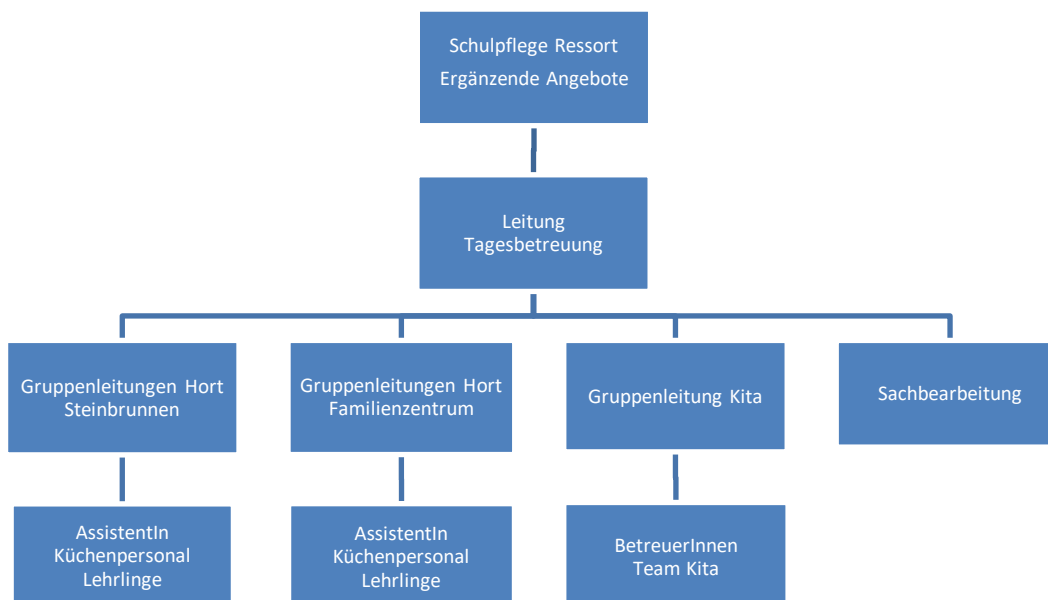 Schulpflege Ressort
Ergänzende Angebote
Leitung
Tagesbetreuung
Gruppenleitungen Hort
Steinbrunnen
Gruppenleitungen Hort
Familienzentrum
Gruppenleitung Kita
Sachbearbeitung
AssistentIn
Küchenpersonal
Lehrlinge
AssistentIn
Küchenpersonal
Lehrlinge
BetreuerInnen
Team Kita